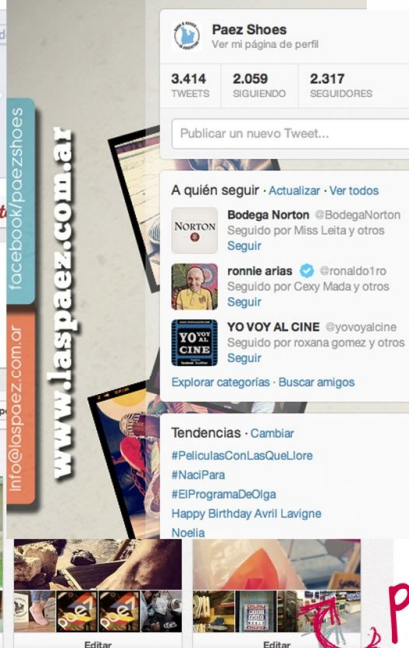 facebook/paezshoes
info@laspaez.com.ar
www.laspaez.com.ar
Paez Shoes
Ver mi página de perfil
3.414 2.059 2.317
TWEETS SIGUIENDO SEGUIDORES
Publicar un nuevo Tweet...
A quién seguir · Actualizar · Ver todos
NORTON
Bodega Norton @BodegaNorton
Seguido por Miss Leita y otros
Seguir
ronnie arias @ronaldo1ro
Seguido por Cexy Mada y otros
Seguir
YO VOY AL CINE
YO VOY AL CINE @yovoyalcine
Seguido por roxana gomez y otros
Seguir
Explorar categorías · Buscar amigos
Tendencias · Cambiar
#PeliculasConLasQueLlore
#NaciPara
#ElProgramaDeOlga
Happy Birthday Avril Lavigne
Noelia
Editar Editar